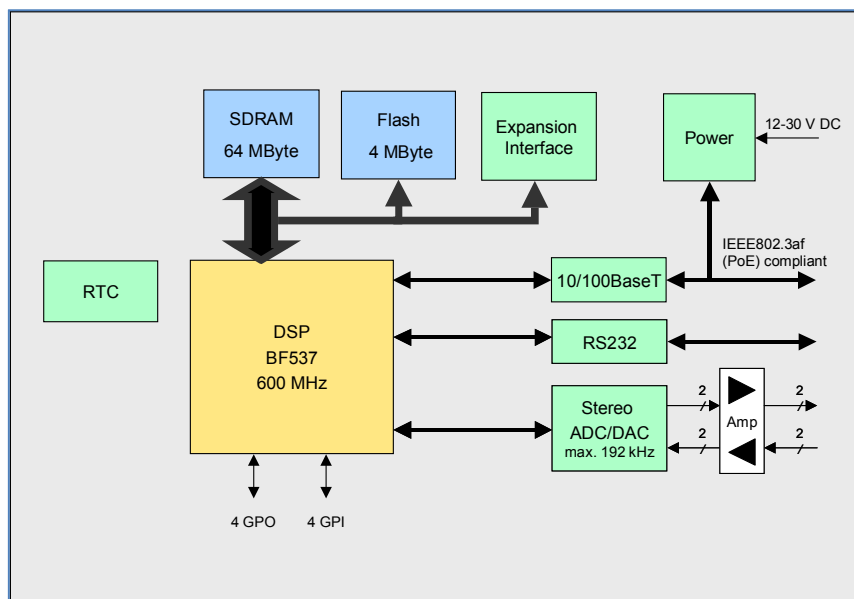 SDRAM
64 MByte
Flash
4 MByte
Expansion
Interface
Power
12-30 V DC
IEEE802.3af
(PoE) compliant
RTC
DSP
BF537
600 MHz
10/100BaseT
RS232
Stereo
ADC/DAC
max. 192 kHz
2
2
Amp
2
2
4 GPO
4 GPI